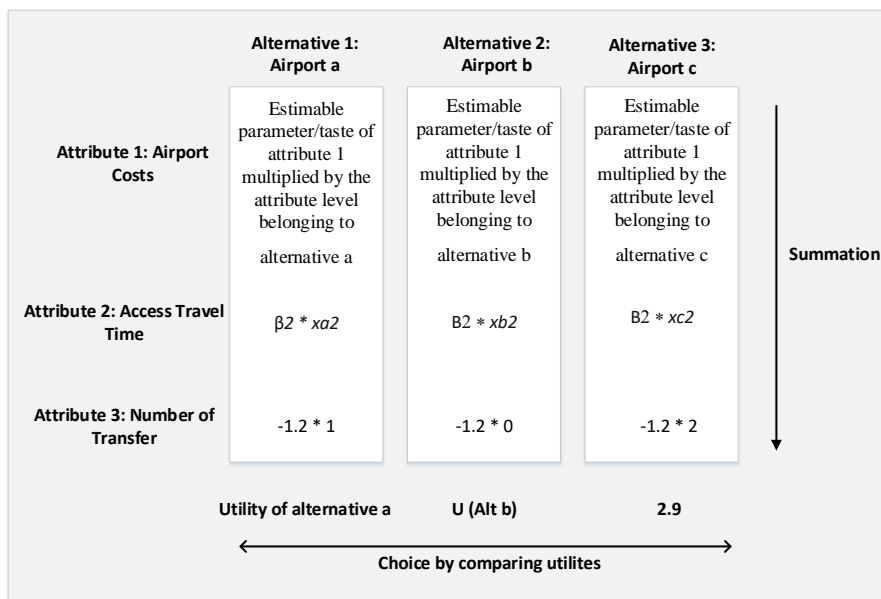 Alternative 1:
Airport a
Alternative 2:
Airport b
Alternative 3:
Airport c
Attribute 1: Airport
Costs
Estimable
parameter/taste of
attribute 1
multiplied by the
attribute level
belonging to
alternative a
Estimable
parameter/taste of
attribute 1
multiplied by the
attribute level
belonging to
alternative b
Estimable
parameter/taste of
attribute 1
multiplied by the
attribute level
belonging to
alternative c
Summation
Attribute 2: Access Travel
Time
β2 * xa2
B2 * xb2
B2 * xc2
Attribute 3: Number of
Transfer
-1.2 * 1
-1.2 * 0
-1.2 * 2
Utility of alternative a
U (Alt b)
2.9
Choice by comparing utilites